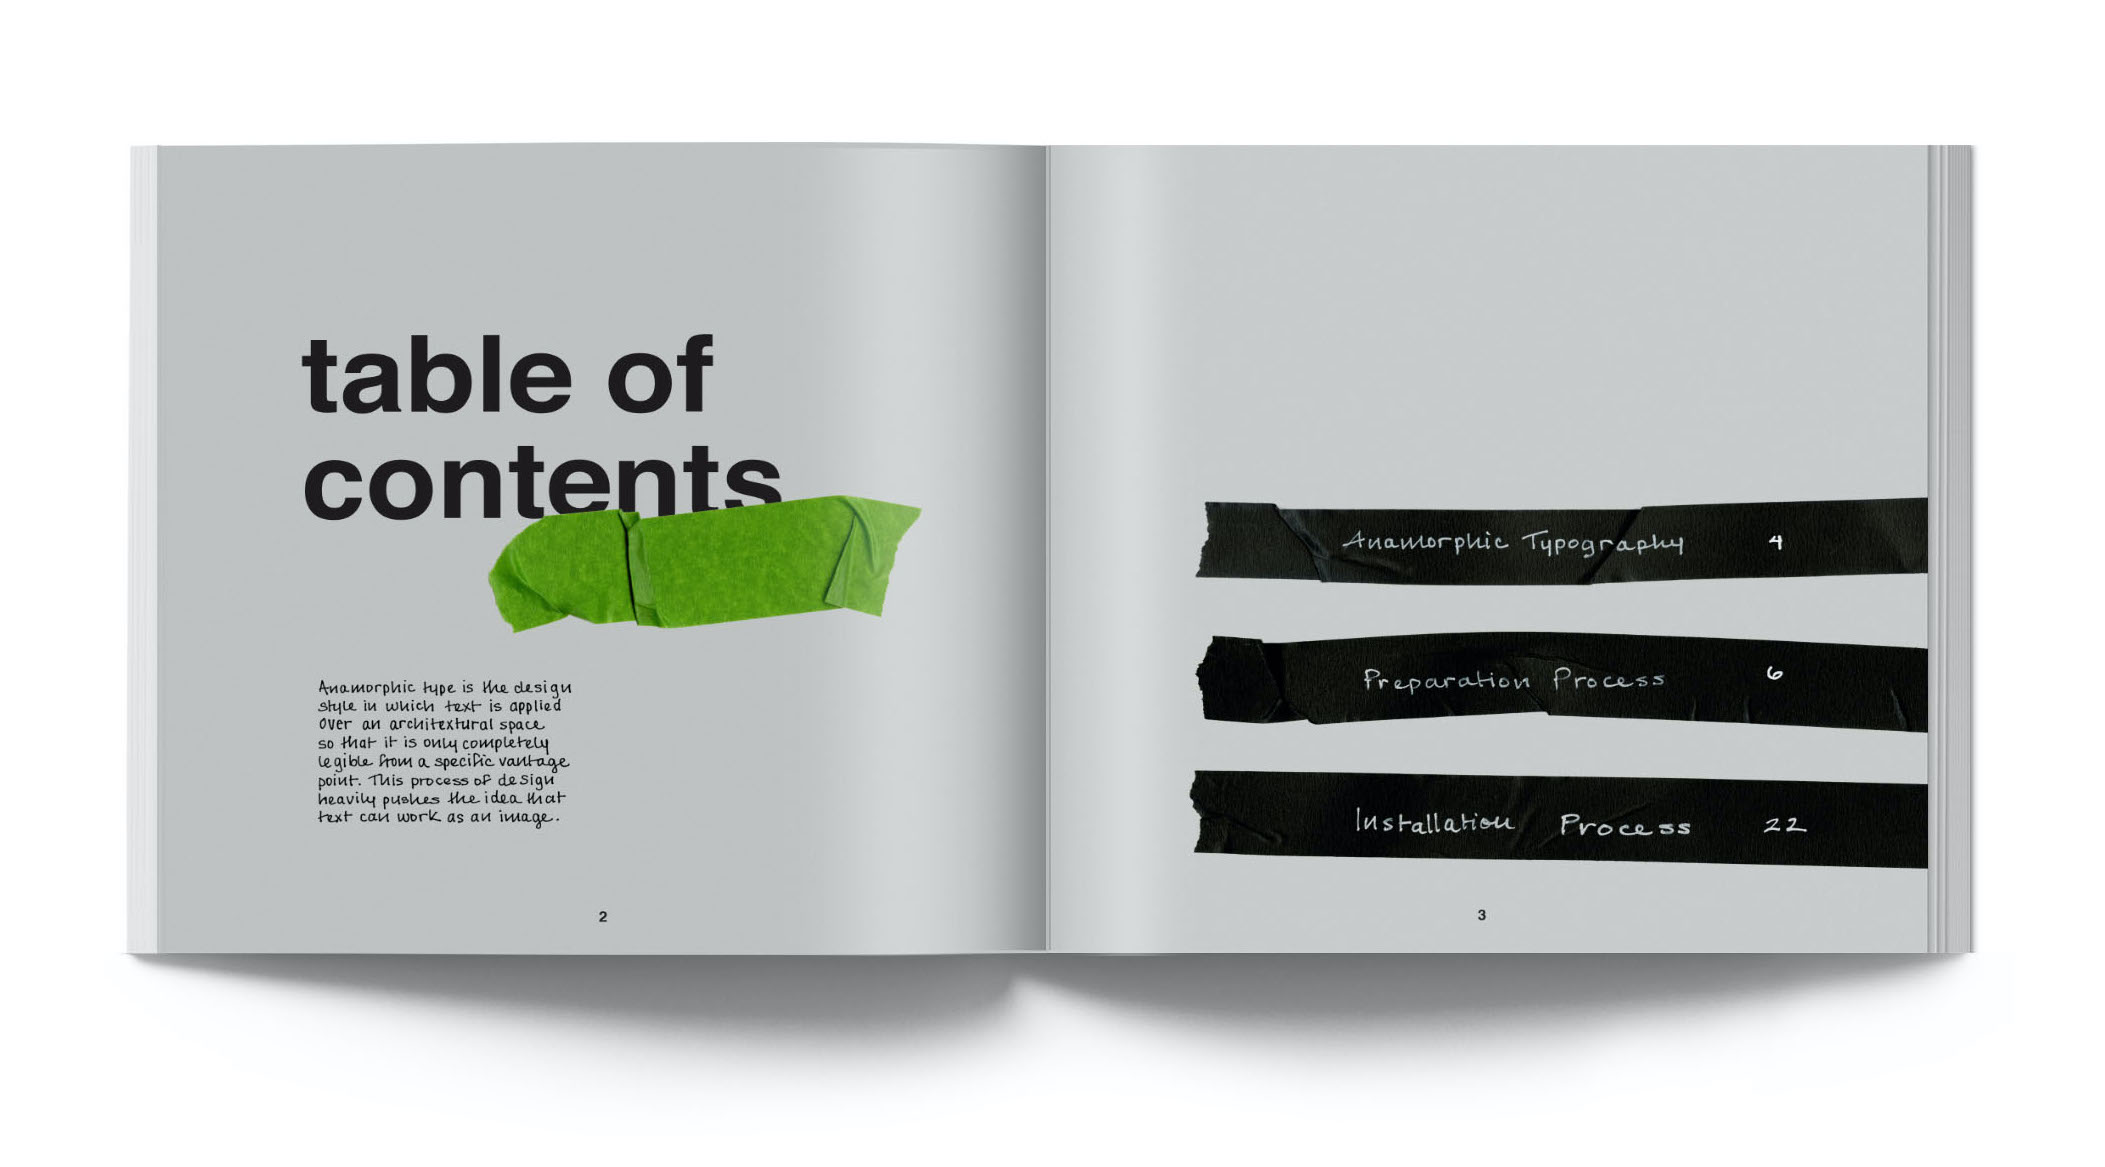 table of
contents
Anamorphic type is the design
style in which text is applied
over an architextural space
so that it is only completely
legible from a specific vantage
point. This process of design
heavily pushes the idea that
text can work as an image.
2
Anamorphic Typography 4
Preparation Process 6
Installation Process 22
3